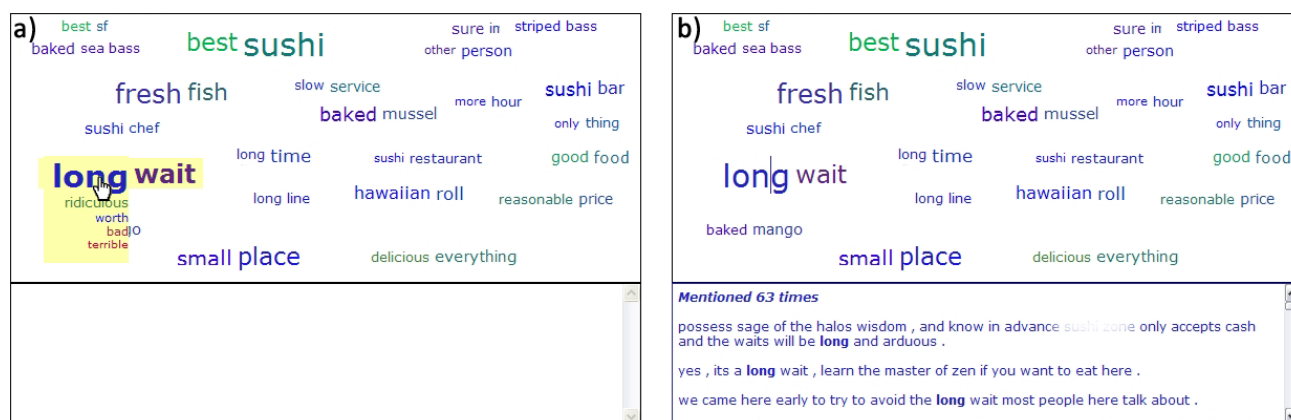 a)
best sf
sure in striped bass
baked sea bass
best sushi
other person
fresh fish
slow service
sushi bar
more hour
baked mussel
sushi chef
only thing
long time
sushi restaurant
good food
long wait
hawaiian roll
long line
reasonable price
ridiculous
worth
bad
terrible
small place
delicious everything
b)
best sf
sure in striped bass
baked sea bass
best sushi
other person
fresh fish
slow service
sushi bar
more hour
baked mussel
sushi chef
only thing
long time
sushi restaurant
good food
long wait
hawaiian roll
long line
reasonable price
baked mango
small place
delicious everything
Mentioned 63 times
possess sage of the halos wisdom , and know in advance sushi zone only accepts cash
and the waits will be long and arduous .
yes , its a long wait , learn the master of zen if you want to eat here .
we came here early to try to avoid the long wait most people here talk about .